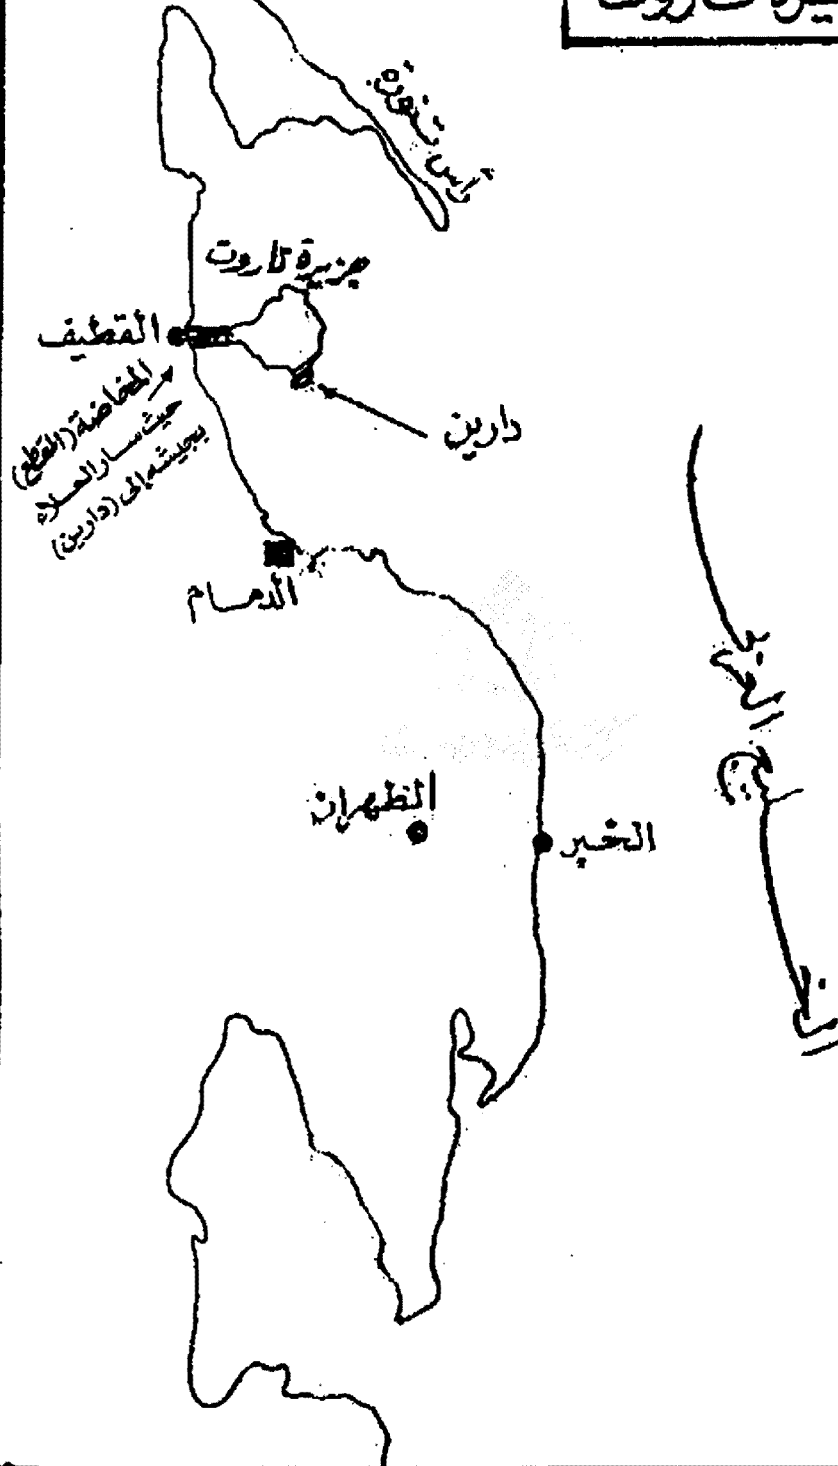 رأس تنورة
جزيرة تاروت
القطيف
المخاضة (المقطع)
حيث سار العلاء
بجيشه إلى (دارين)
دارين
الدمام
الظهران
الخبر